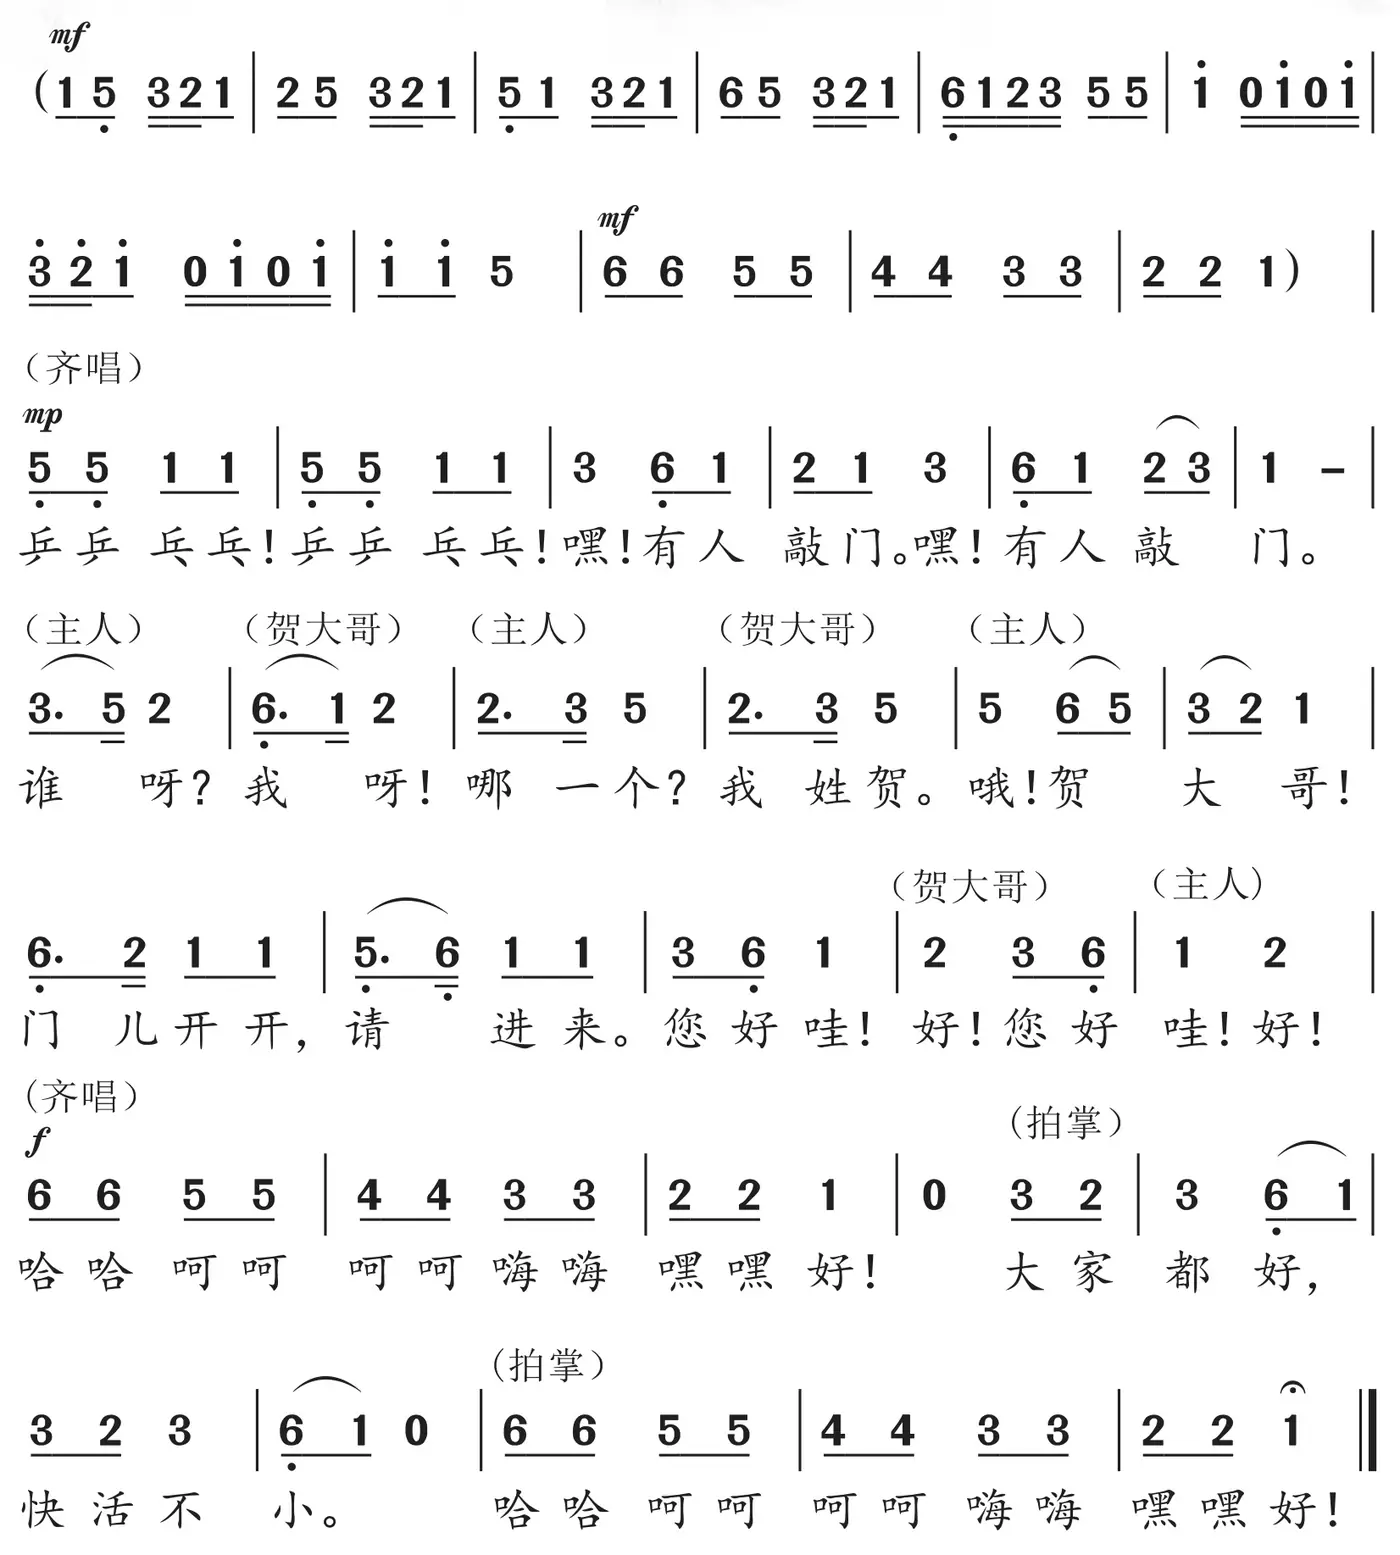 mf
(1 5 3 2 1 | 2 5 3 2 1 | 5 1 3 2 1 | 6 5 3 2 1 | 6 1 2 3 5 5 | 1 0 1 0 1 |
mf
3 2 1 0 1 0 1 | 1 1 5 | 6 6 5 5 | 4 4 3 3 | 2 2 1) |
（齐唱）
mp
5 5 1 1 | 5 5 1 1 | 3 6 1 | 2 1 3 | 6 1 2 3 | 1 – |
乒乒 乓乓!乒乒 乓乓!嘿!有人 敲门。嘿!有人敲 门。
（主人） （贺大哥） （主人） （贺大哥） （主人）
3. 5 2 | 6. 1 2 | 2. 3 5 | 2. 3 5 | 5 6 5 | 3 2 1 |
谁 呀?我 呀!哪一个?我姓贺。哦!贺 大 哥!
（贺大哥） （主人）
6. 2 1 1 | 5. 6 1 1 | 3 6 1 | 2 3 6 | 1 2 |
门儿开开,请 进来。您好哇!好!您好 哇!好!
(齐唱）
f
(拍掌）
6 6 5 5 | 4 4 3 3 | 2 2 1 | 0 3 2 | 3 6 1 |
哈哈呵呵 呵呵嗨嗨 嘿嘿好! 大家 都好,
(拍掌）
3 2 3 | 6 1 0 | 6 6 5 5 | 4 4 3 3 | 2 2 1 ‖
快活不 小。 哈哈呵呵 呵呵嗨嗨 嘿嘿好!